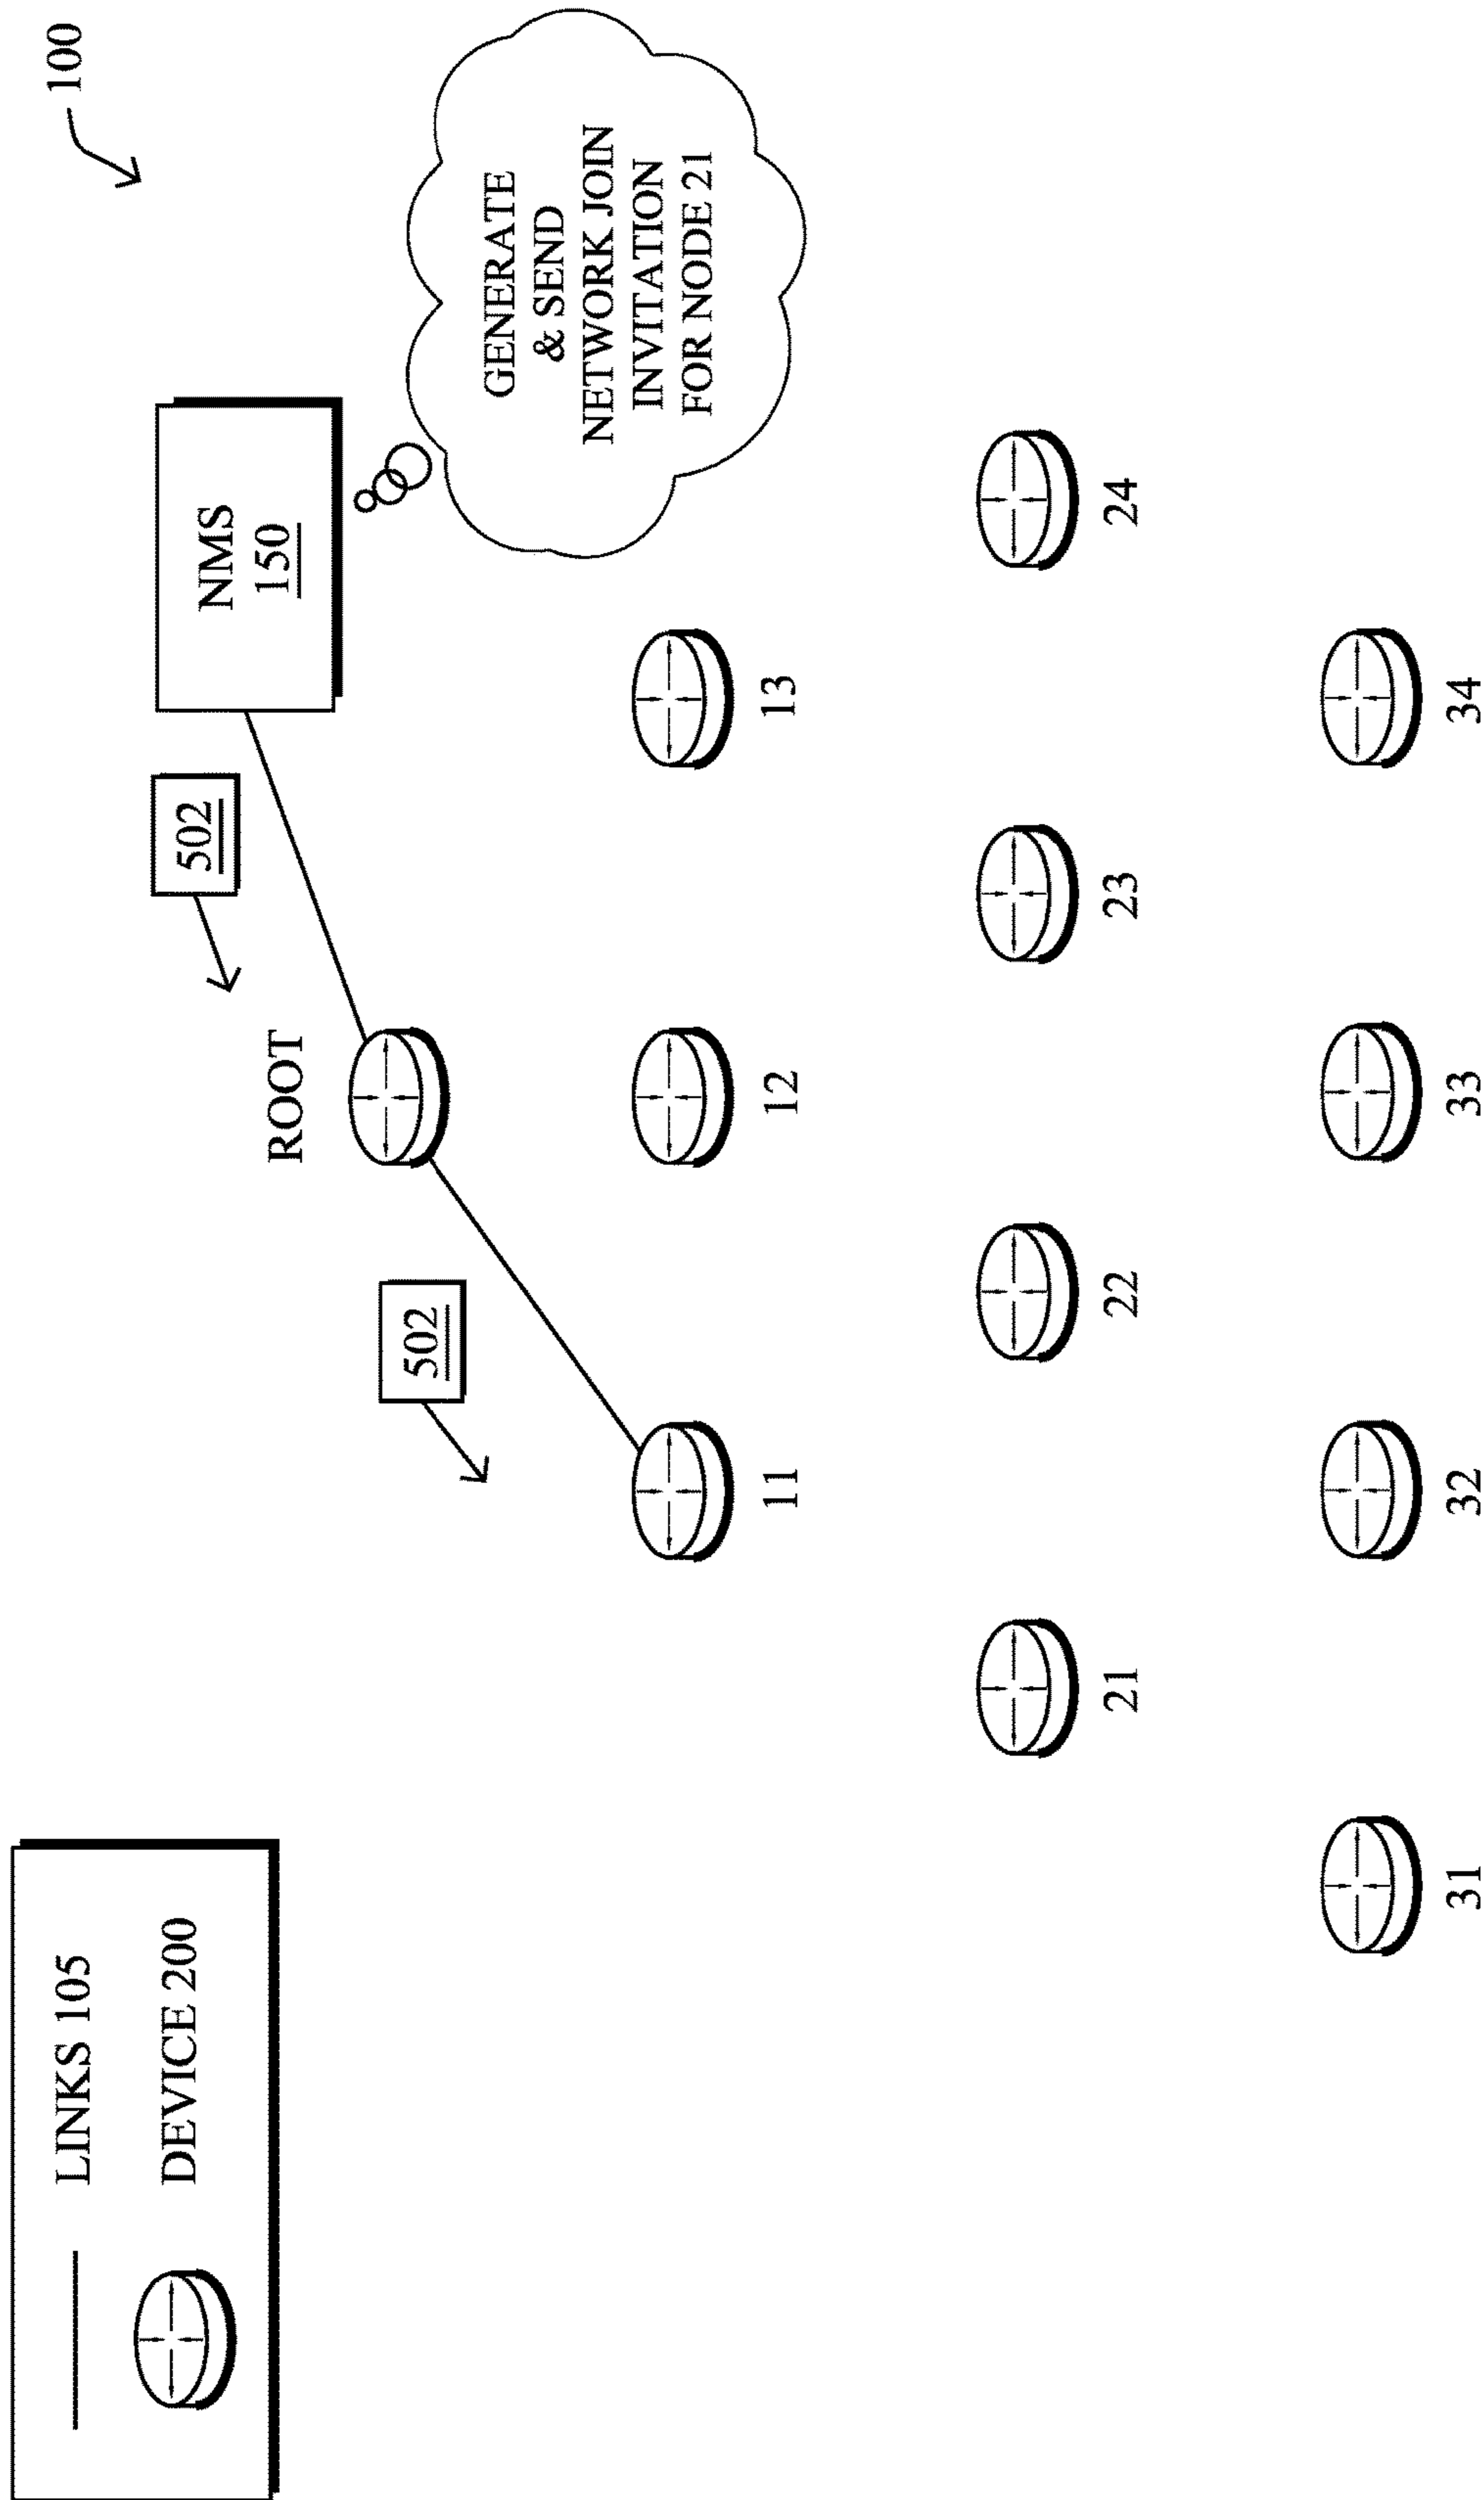 100
LINKS 105
DEVICE 200
502
NMS
150
ROOT
502
GENERATE
& SEND
NETWORK JOIN
INVITATION
FOR NODE 21
11
12
13
21
22
23
24
31
32
33
34